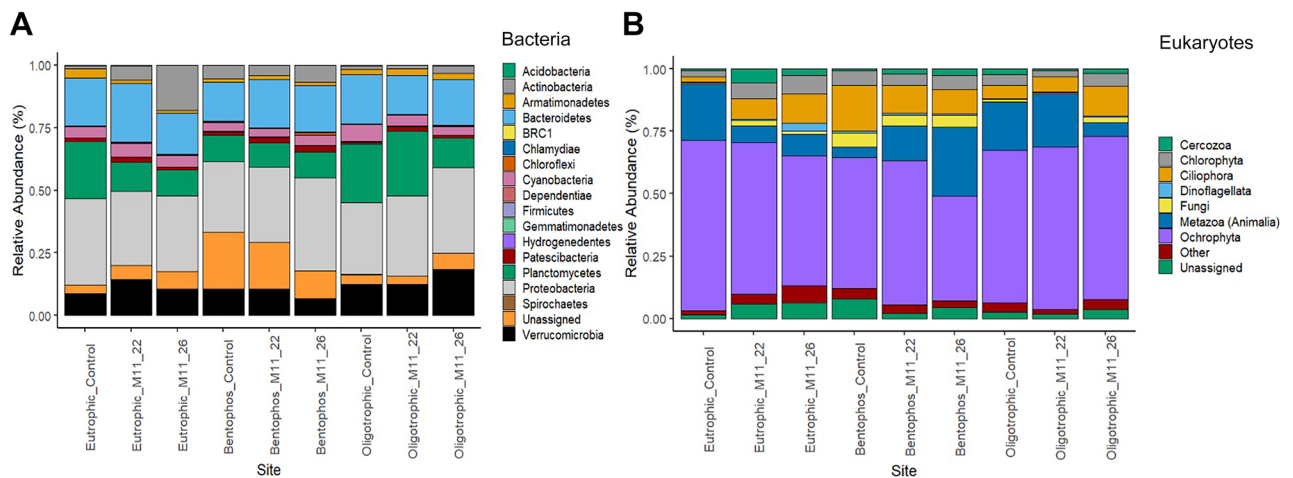 A
Bacteria
Relative Abundance (%)
1.00
0.75
0.50
0.25
0.00
Eutrophic_Control
Eutrophic_M11_22
Eutrophic_M11_26
Bentophos_Control
Bentophos_M11_22
Bentophos_M11_26
Oligotrophic_Control
Oligotrophic_M11_22
Oligotrophic_M11_26
Site
Acidobacteria
Actinobacteria
Armatimonadetes
Bacteroidetes
BRC1
Chlamydiae
Chloroflexi
Cyanobacteria
Dependentiae
Firmicutes
Gemmatimonadetes
Hydrogenedentes
Patescibacteria
Planctomycetes
Proteobacteria
Spirochaetes
Unassigned
Verrucomicrobia
B
Eukaryotes
Relative Abundance (%)
1.00
0.75
0.50
0.25
0.00
Eutrophic_Control
Eutrophic_M11_22
Eutrophic_M11_26
Bentophos_Control
Bentophos_M11_22
Bentophos_M11_26
Oligotrophic_Control
Oligotrophic_M11_22
Oligotrophic_M11_26
Site
Cercozoa
Chlorophyta
Ciliophora
Dinoflagellata
Fungi
Metazoa (Animalia)
Ochrophyta
Other
Unassigned